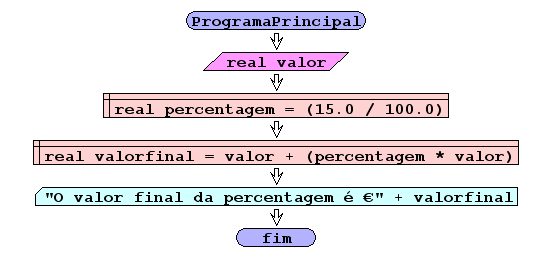 ProgramaPrincipal
real valor
real percentagem = (15.0 / 100.0)
real valorfinal = valor + (percentagem * valor)
"O valor final da percentagem é €" + valorfinal
fim